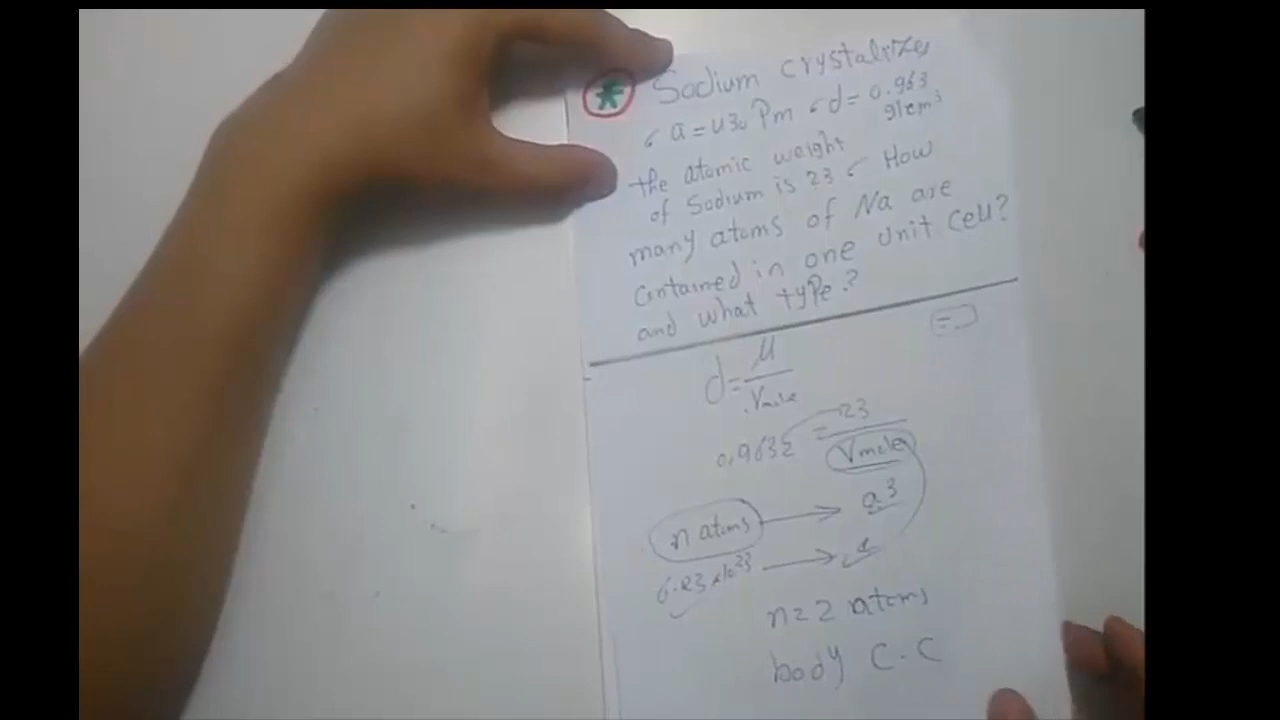 * Sodium crystalizes
, a = 430 Pm , d = 0.963
g/cm³
the atomic weight
of Sodium is 23 , How
many atoms of Na are
contained in one Unit Cell?
and what type?
d = M / Vmole
0.963 = 23 / Vmole
n atoms → a³
6.023 x10²³ →
n = 2 atoms
body C.C